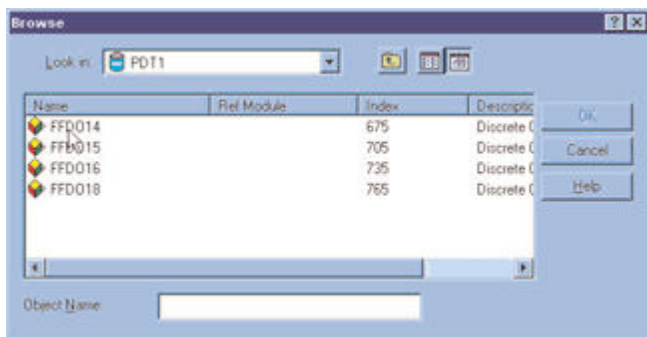 Browse
Look in: PDT1
Name Ref Module Index Descriptio
FFDO14 675 Discrete O
FFDO15 705 Discrete O
FFDO16 735 Discrete O
FFDO18 765 Discrete O
OK
Cancel
Help
Object Name